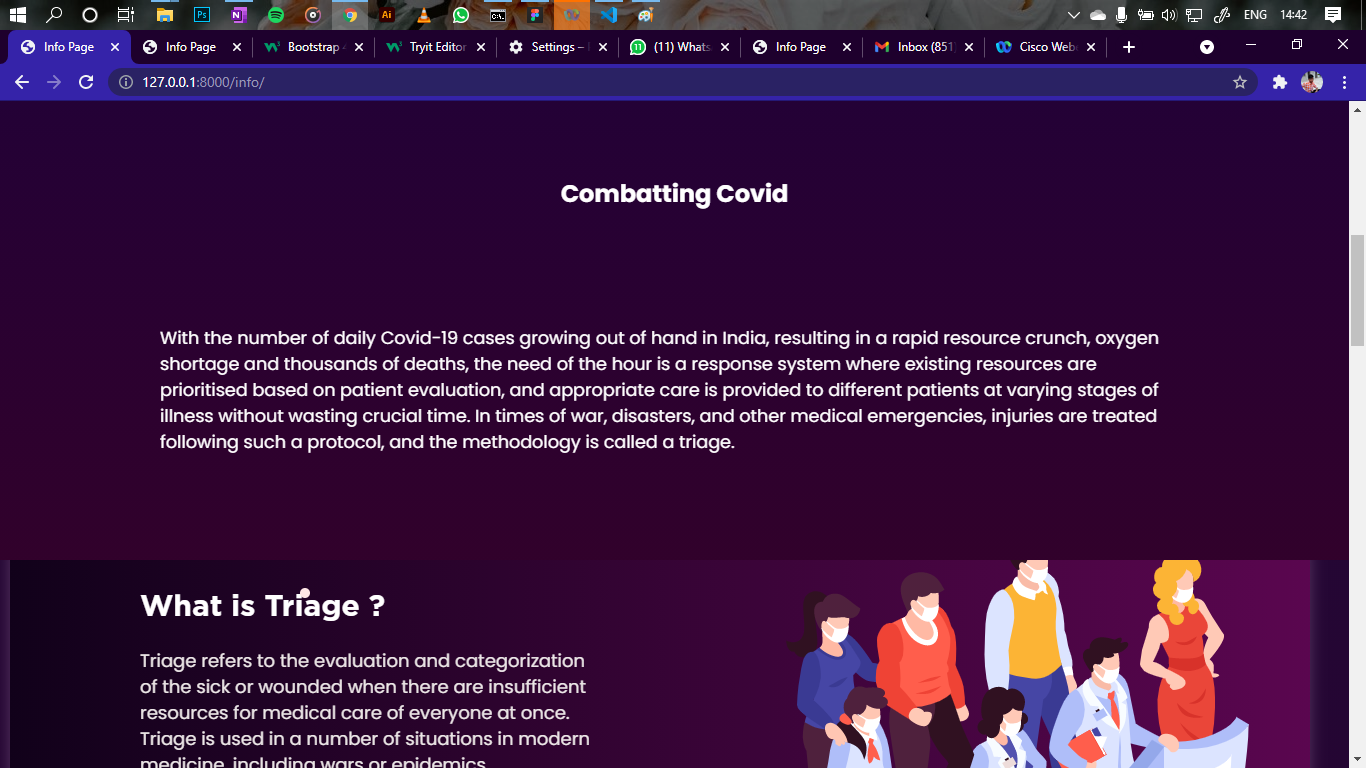 ENG 14:42
Info Page
Info Page
Bootstrap
Tryit Editor
Settings –
(11) Whats
Info Page
Inbox (851)
Cisco Web
127.0.0.1:8000/info/
Combatting Covid
With the number of daily Covid-19 cases growing out of hand in India, resulting in a rapid resource crunch, oxygen
shortage and thousands of deaths, the need of the hour is a response system where existing resources are
prioritised based on patient evaluation, and appropriate care is provided to different patients at varying stages of
illness without wasting crucial time. In times of war, disasters, and other medical emergencies, injuries are treated
following such a protocol, and the methodology is called a triage.
What is Triage ?
Triage refers to the evaluation and categorization
of the sick or wounded when there are insufficient
resources for medical care of everyone at once.
Triage is used in a number of situations in modern
medicine, including wars or epidemics